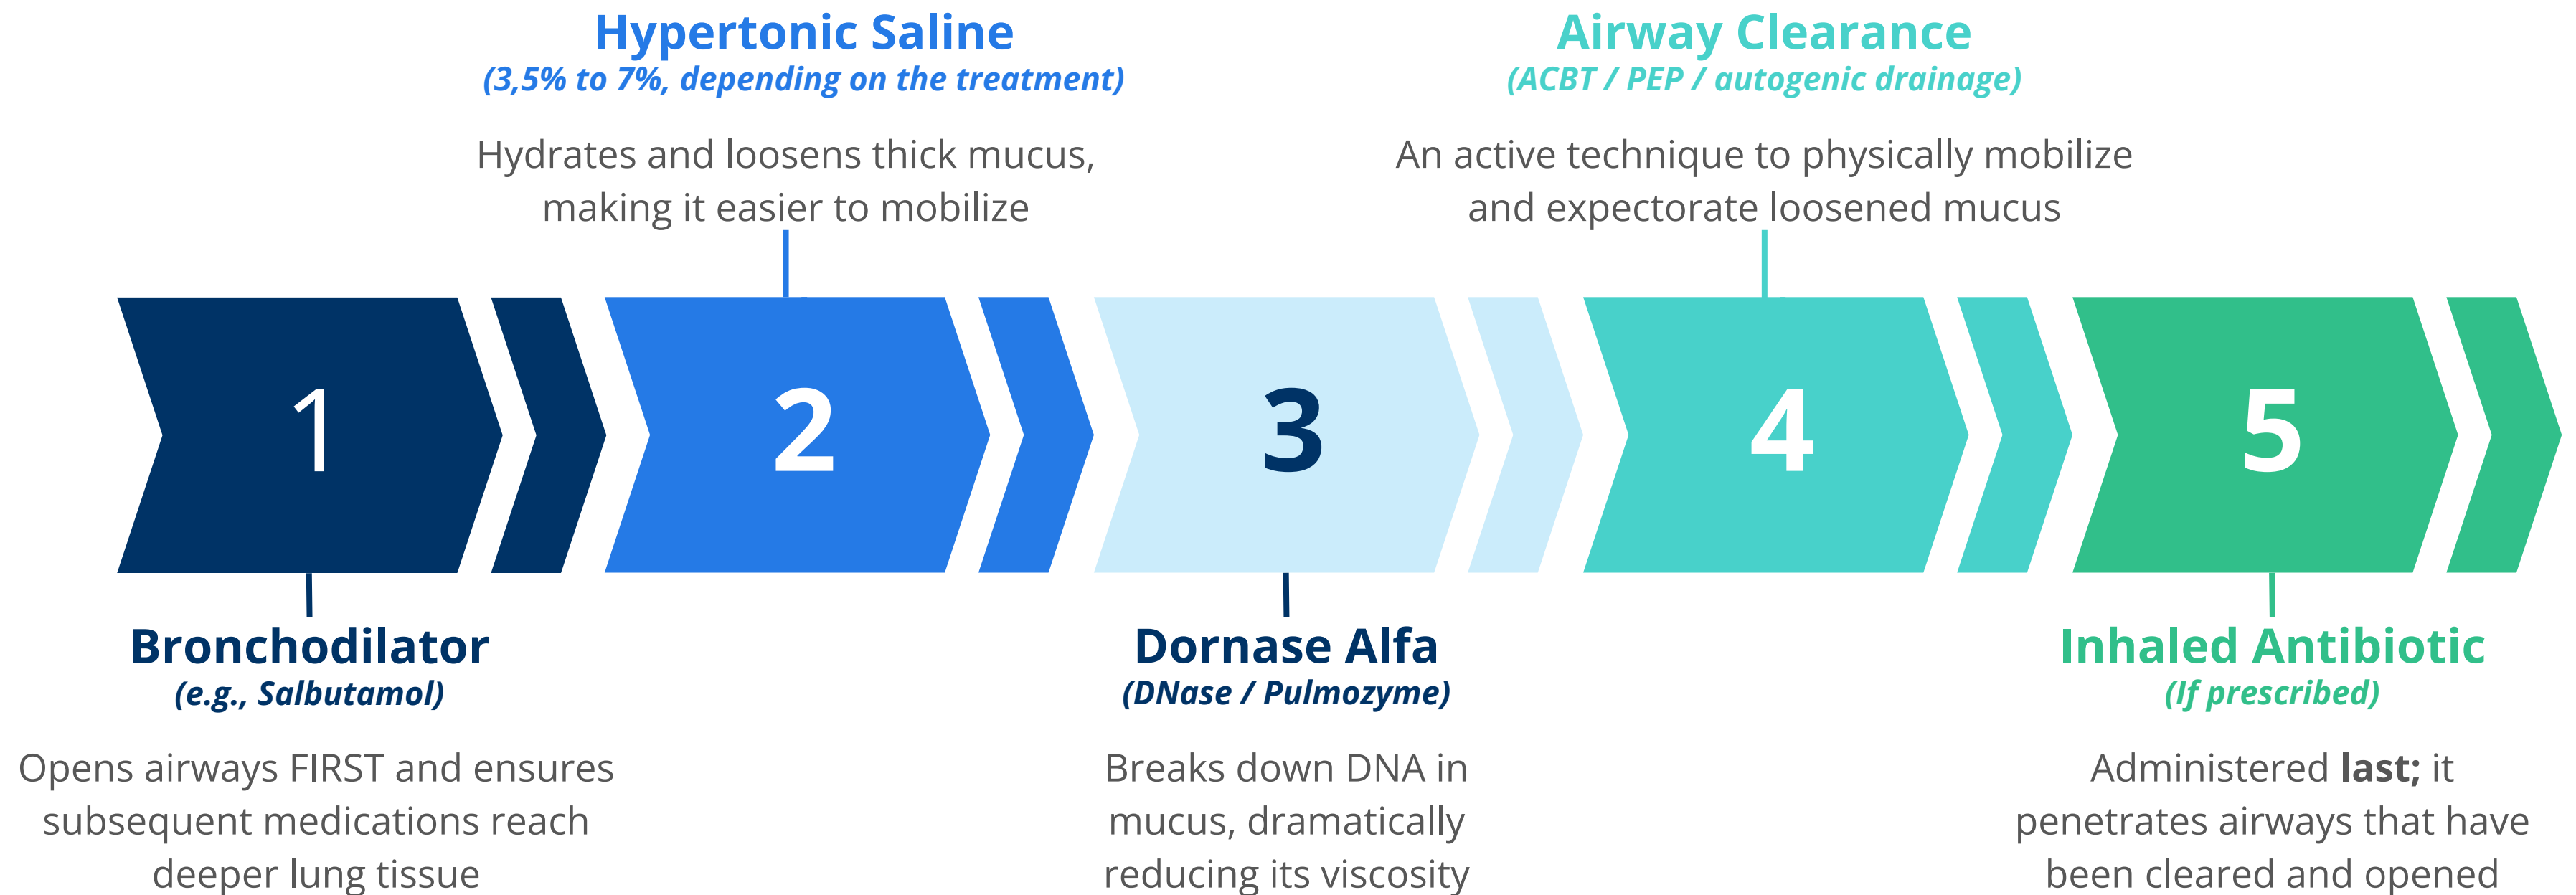 Hypertonic Saline
(3,5% to 7%, depending on the treatment)
Hydrates and loosens thick mucus,
making it easier to mobilize
Airway Clearance
(ACBT / PEP / autogenic drainage)
An active technique to physically mobilize
and expectorate loosened mucus
1
2
3
4
5
Bronchodilator
(e.g., Salbutamol)
Opens airways FIRST and ensures
subsequent medications reach
deeper lung tissue
Dornase Alfa
(DNase / Pulmozyme)
Breaks down DNA in
mucus, dramatically
reducing its viscosity
Inhaled Antibiotic
(If prescribed)
Administered last; it
penetrates airways that have
been cleared and opened